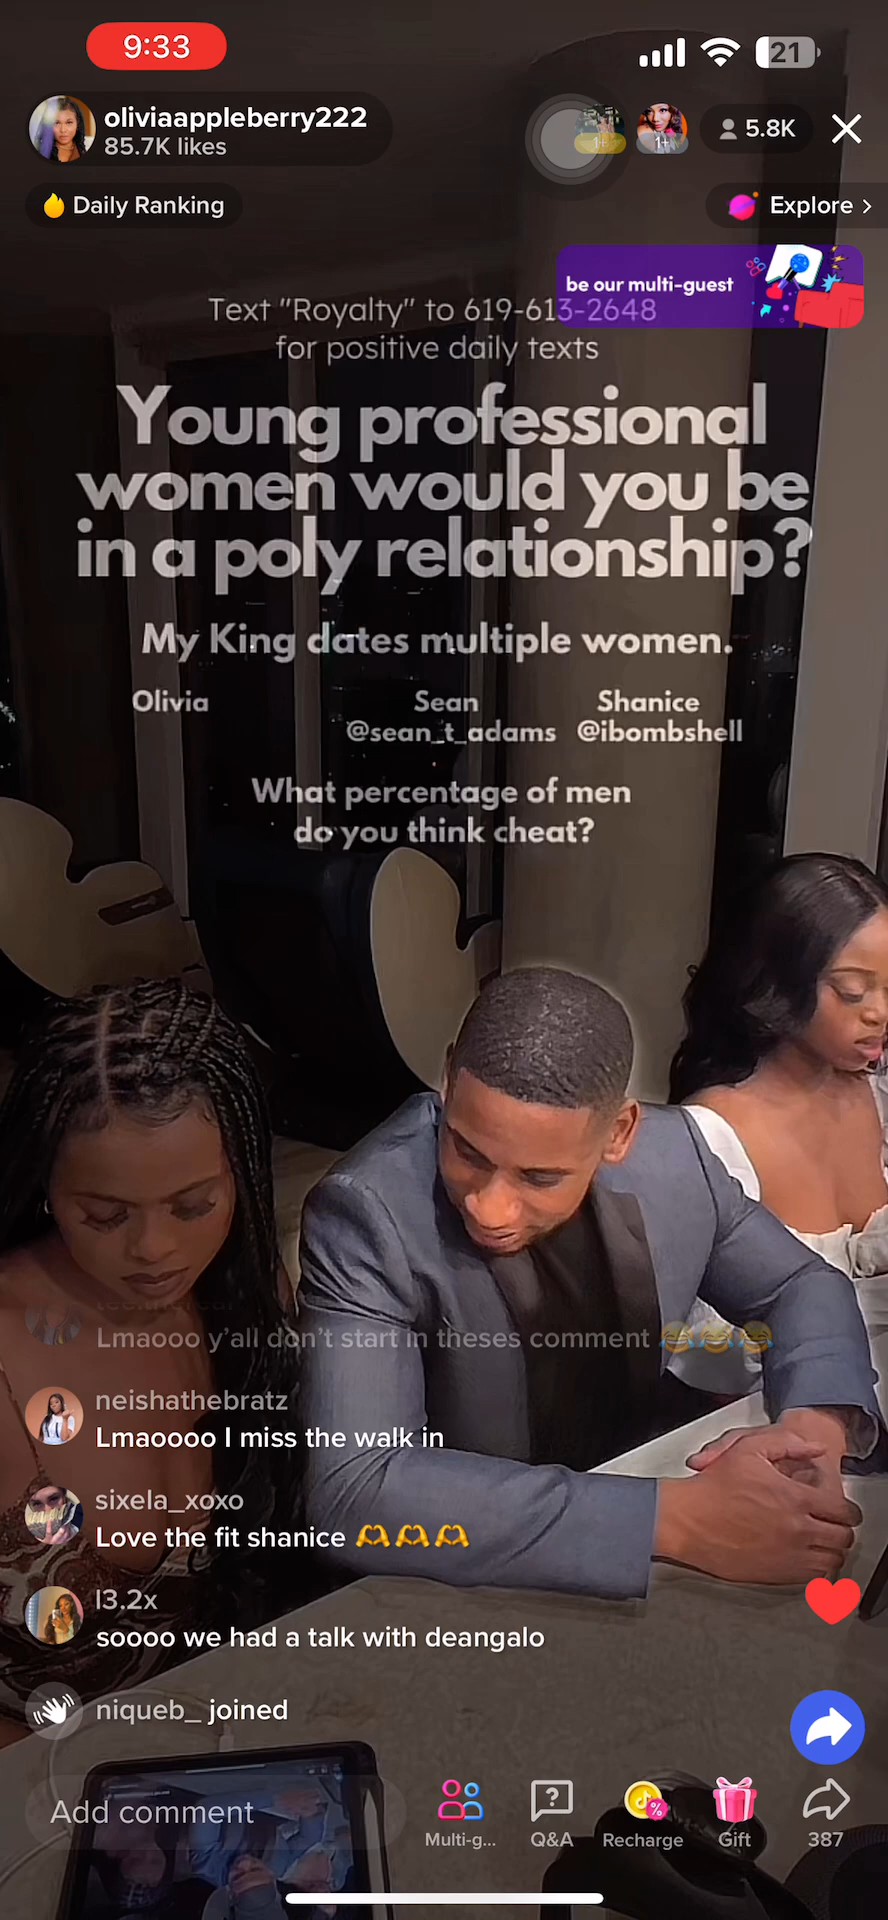 9:33
21
oliviaappleberry222
85.7K likes
1+
1+
5.8K
Daily Ranking
Explore >
be our multi-guest
Text "Royalty" to 619-613-2648
for positive daily texts
Young professional
women would you be
in a poly relationship?
My King dates multiple women.
Olivia Sean Shanice
@sean_t_adams @ibombshell
What percentage of men
do you think cheat?
Lmaooo y'all don't start in theses comment 😂😂😂
neishathebratz
Lmaoooo I miss the walk in
sixela_xoxo
Love the fit shanice 🫶🫶🫶
l3.2x
soooo we had a talk with deangalo
niqueb_ joined
Add comment
Multi-g...
Q&A
Recharge
Gift
387